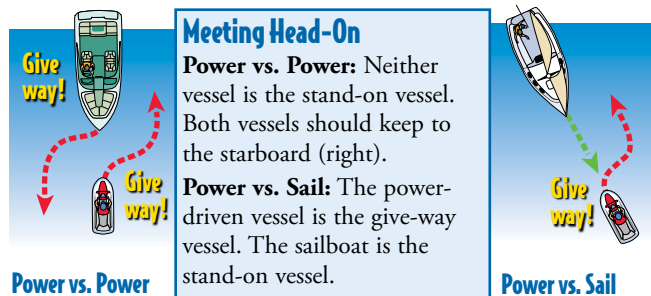 Give
way!
Give
way!
Power vs. Power
Meeting Head-On
Power vs. Power: Neither
vessel is the stand-on vessel.
Both vessels should keep to
the starboard (right).
Power vs. Sail: The power-
driven vessel is the give-way
vessel. The sailboat is the
stand-on vessel.
Give
way!
Power vs. Sail